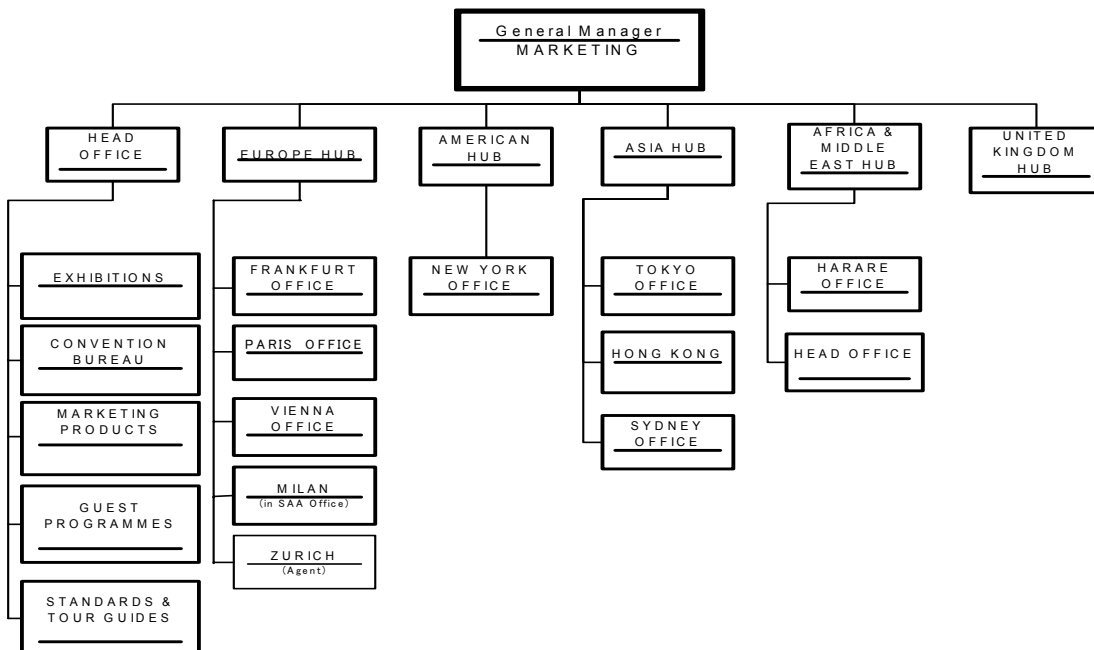 General Manager
MARKETING
HEAD
OFFICE
EUROPE HUB
AMERICAN
HUB
ASIA HUB
AFRICA &
MIDDLE
EAST HUB
UNITED
KINGDOM
HUB
EXHIBITIONS
CONVENTION
BUREAU
MARKETING
PRODUCTS
GUEST
PROGRAMMES
STANDARDS &
TOUR GUIDES
FRANKFURT
OFFICE
PARIS OFFICE
VIENNA
OFFICE
MILAN
(in SAA Office)
ZURICH
(Agent)
NEW YORK
OFFICE
TOKYO
OFFICE
HONG KONG
SYDNEY
OFFICE
HARARE
OFFICE
HEAD OFFICE